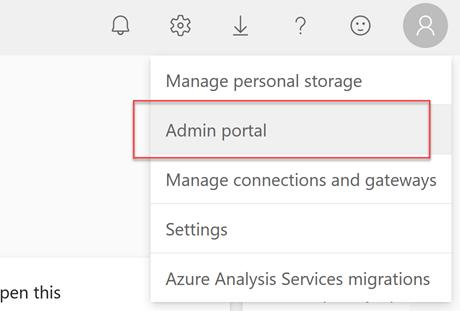 Manage personal storage
Admin portal
Manage connections and gateways
Settings
Azure Analysis Services migrations
pen this